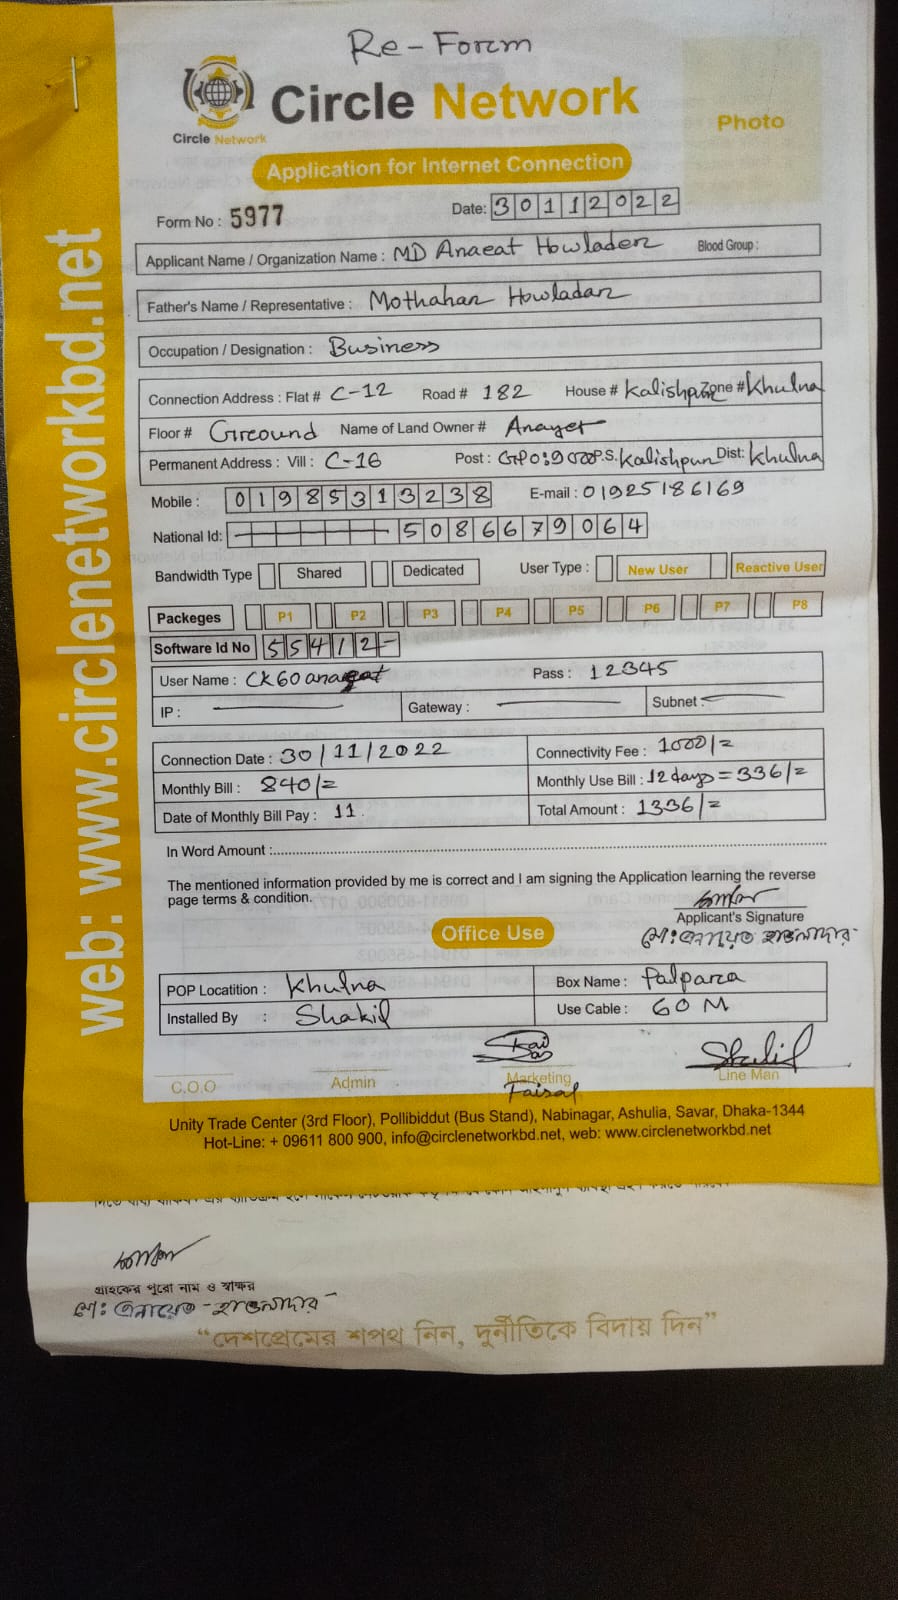 Re-Form
Circle Network
Circle Network
Photo
Application for Internet Connection
Form No : 5977 Date: 30112022
Applicant Name / Organization Name : MD Anaeat Howlader Blood Group :
Father's Name / Representative : Mothahar Howladar
Occupation / Designation : Business
Connection Address : Flat # C-12 Road # 182 House # Kalishpur Zone # Khulna
Floor # Ground Name of Land Owner # Anayet
Permanent Address : Vill : C-16 Post : GPO:9000 P.S. Kalishpur Dist: Khulna
Mobile : 01985313238 E-mail : 01925186169
National Id: 5086679064
Bandwidth Type Shared Dedicated User Type : New User Reactive User
Packeges P1 P2 P3 P4 P5 P6 P7 P8
Software Id No 55412-
User Name : CK60anaeat Pass : 12345
IP : Gateway : Subnet :
Connection Date : 30/11/2022 Connectivity Fee : 1000/=
Monthly Bill : 840/= Monthly Use Bill : 12 days = 336/=
Date of Monthly Bill Pay : 11 Total Amount : 1336/=
In Word Amount :
The mentioned information provided by me is correct and I am signing the Application learning the reverse
page terms & condition.
Applicant's Signature
মো: এনায়েত হাওলাদার
Office Use
POP Locatition : Khulna Box Name : Palpara
Installed By : Shakil Use Cable : 60 M
C.O.O Admin Marketing Line Man
Faisal
Unity Trade Center (3rd Floor), Pollibiddut (Bus Stand), Nabinagar, Ashulia, Savar, Dhaka-1344
Hot-Line: + 09611 800 900, info@circlenetworkbd.net, web: www.circlenetworkbd.net
web: www.circlenetworkbd.net
গ্রাহকের পুরো নাম ও স্বাক্ষর
মো: এনায়েত হাওলাদার
“দেশপ্রেমের শপথ নিন, দুর্নীতিকে বিদায় দিন”